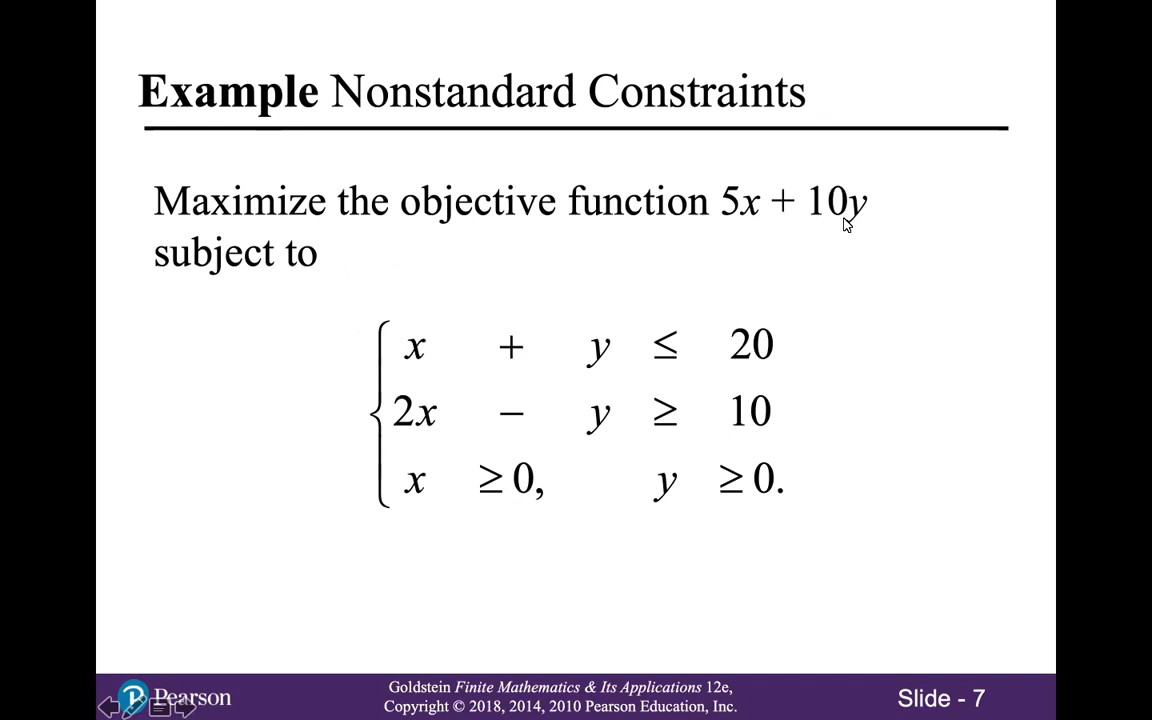 Example Nonstandard Constraints
Maximize the objective function 5x + 10y
subject to
x + y ≤ 20
2x − y ≥ 10
x ≥ 0, y ≥ 0.
Pearson
Goldstein Finite Mathematics & Its Applications 12e,
Copyright © 2018, 2014, 2010 Pearson Education, Inc.
Slide - 7